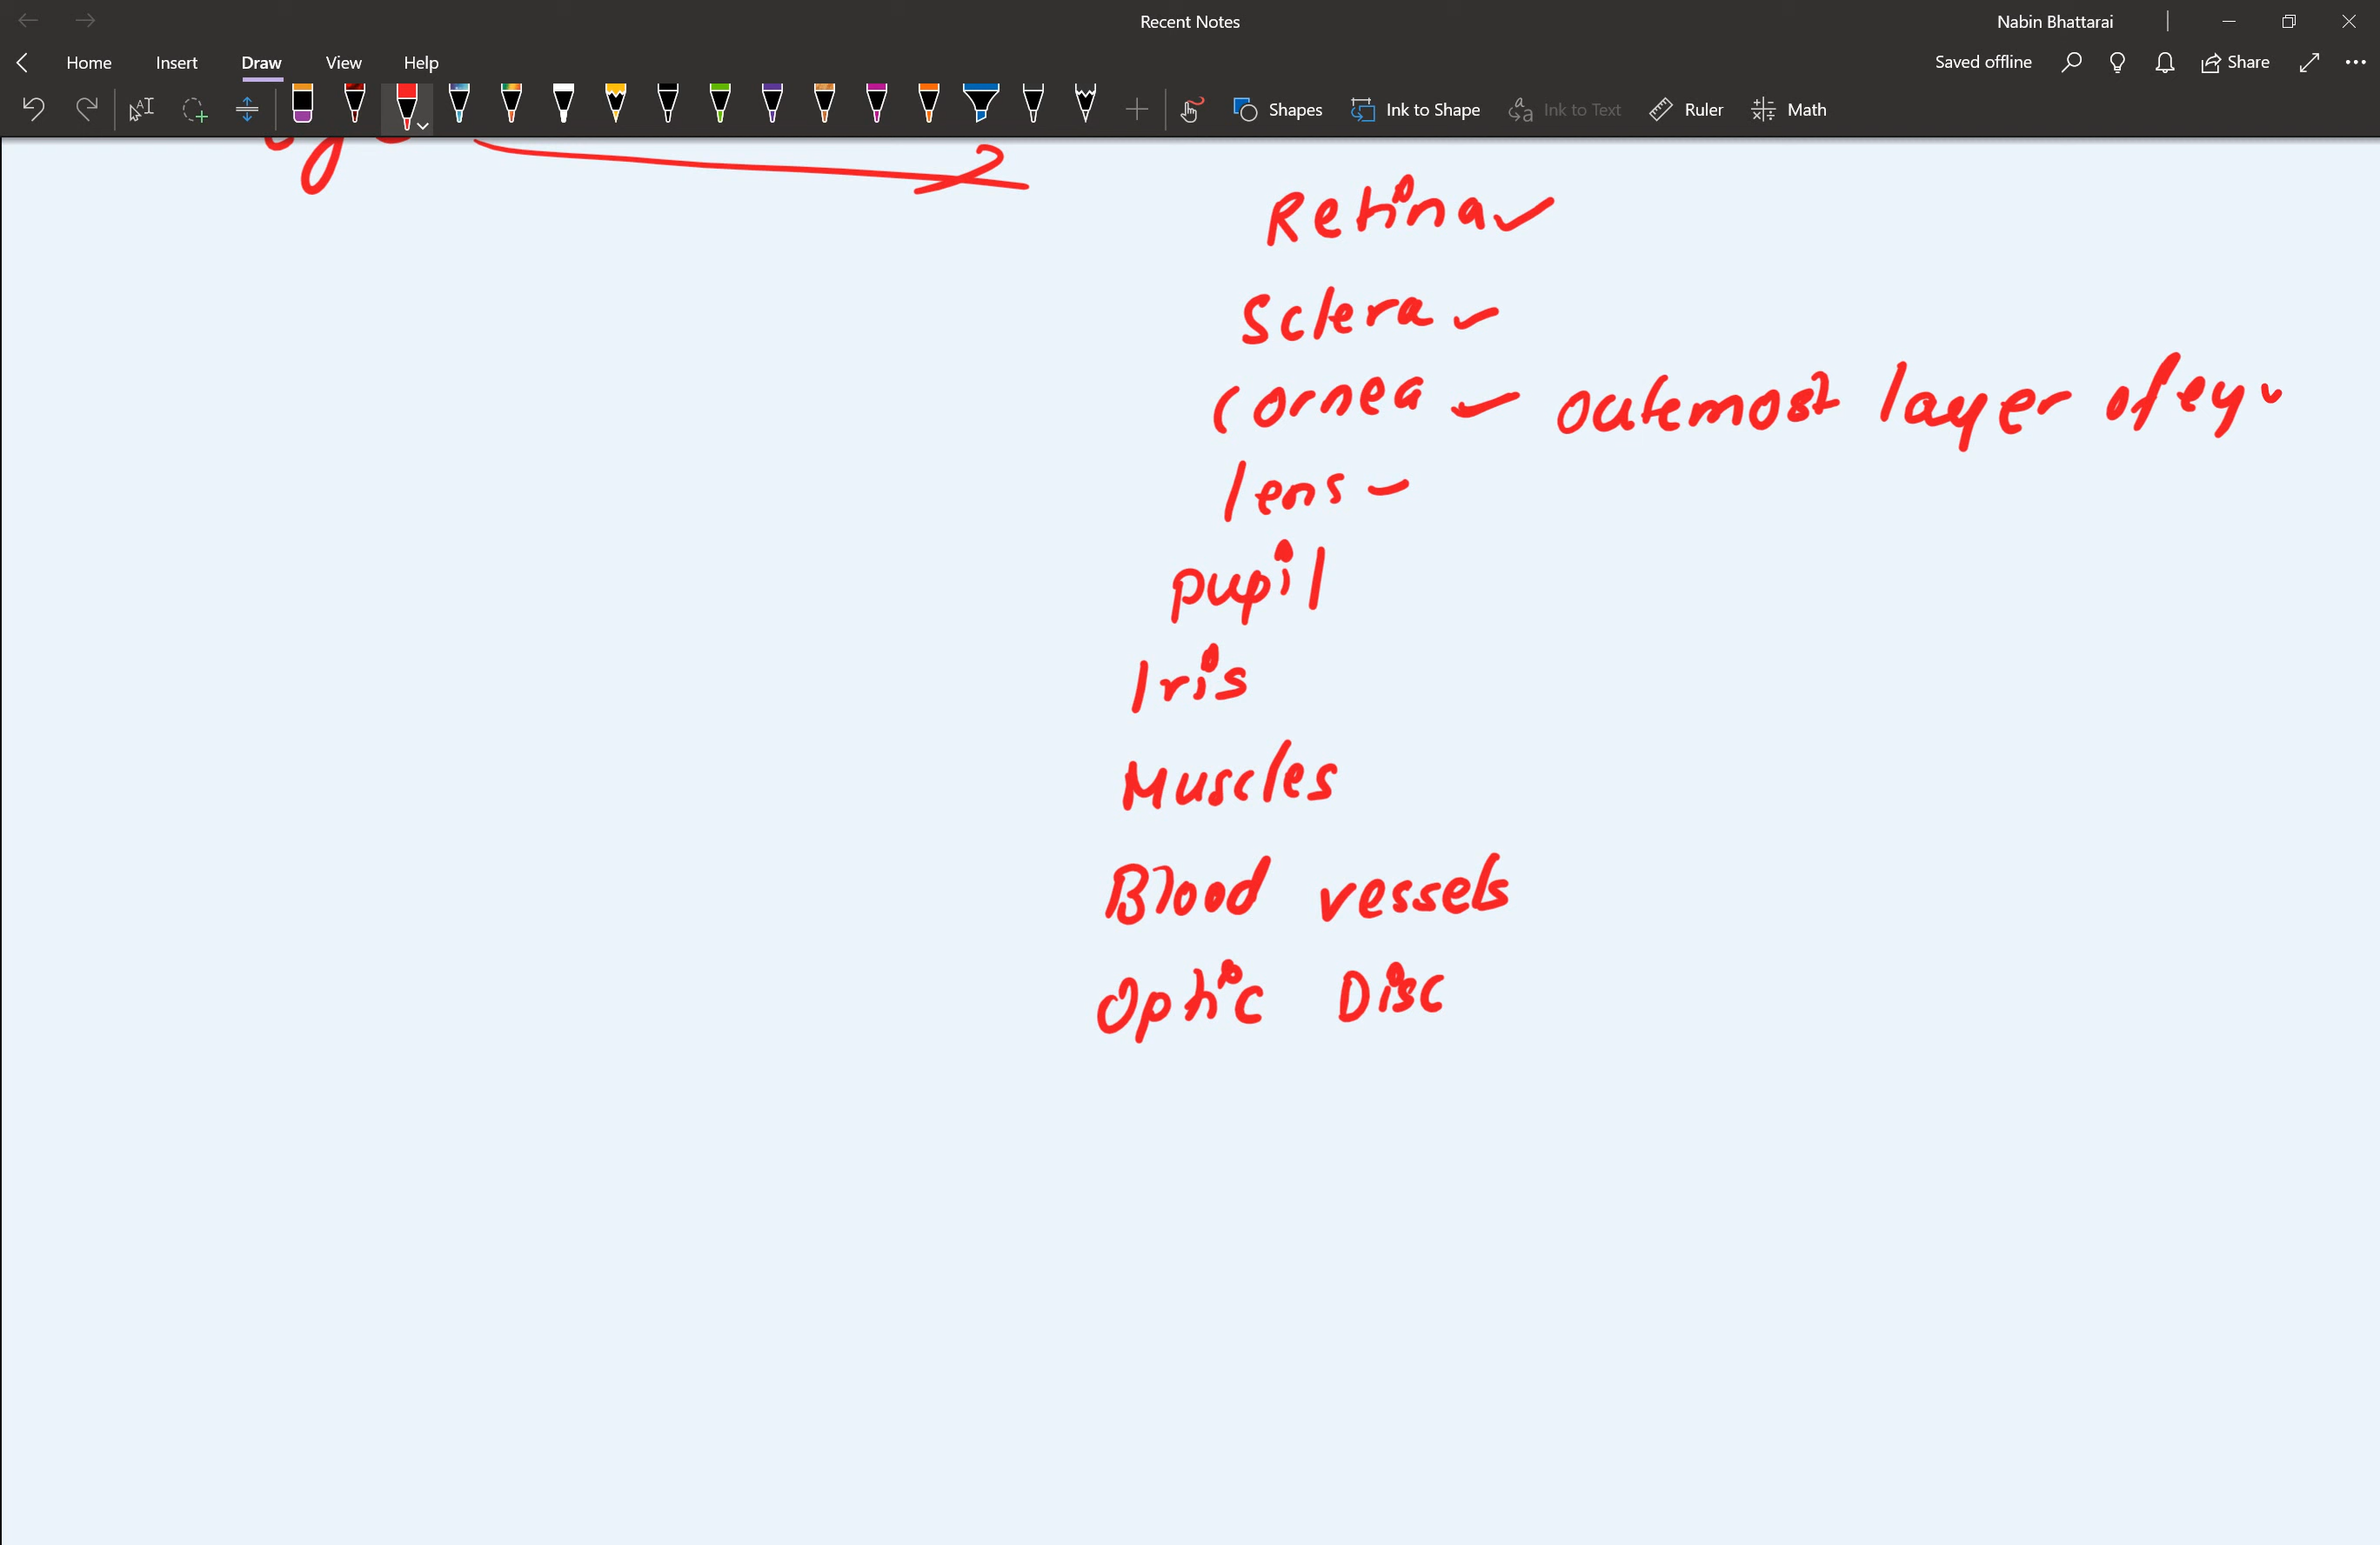 Recent Notes
Nabin Bhattarai
Home Insert Draw View Help
Saved offline
Share
Shapes
Ink to Shape
Ink to Text
Ruler
Math
Retina
Sclera
Cornea outemost layer of eye
lens
pupil
Iris
Muscles
Blood vessels
Optic Disc